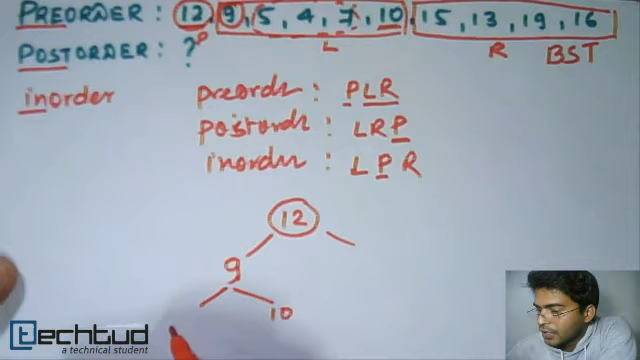 PREORDER : 12, 9, 5, 4, 7, 10, 15, 13, 19, 16
P
L
R
BST
POSTORDER : ?
inorder
preorder : PLR
postorder : LRP
inorder : LPR
12
9
10
techtud
a technical student